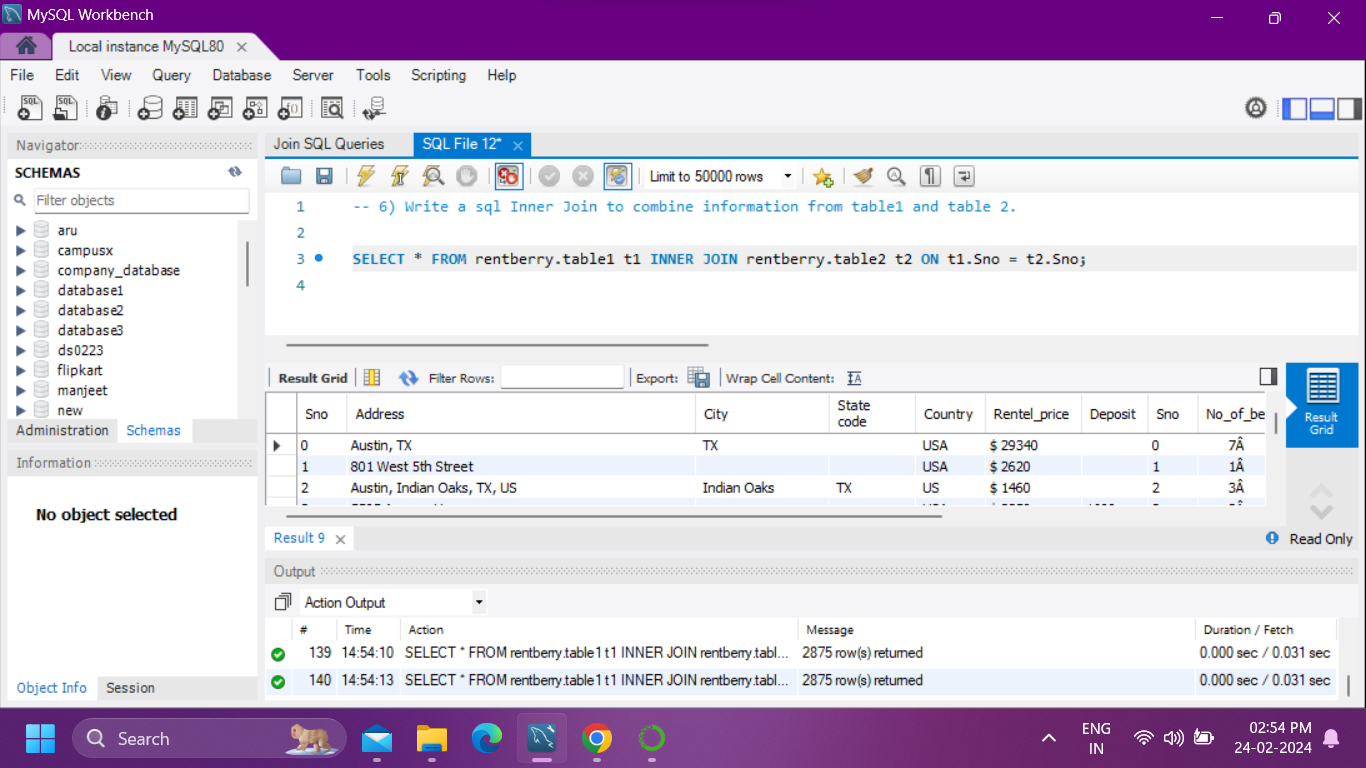 MySQL Workbench
Local instance MySQL80
File Edit View Query Database Server Tools Scripting Help
Navigator
SCHEMAS
Filter objects
aru
campusx
company_database
database1
database2
database3
ds0223
flipkart
manjeet
new
Administration Schemas
Information
No object selected
Object Info Session
Join SQL Queries SQL File 12*
Limit to 50000 rows
1 -- 6) Write a sql Inner Join to combine information from table1 and table 2.
2
3 SELECT * FROM rentberry.table1 t1 INNER JOIN rentberry.table2 t2 ON t1.Sno = t2.Sno;
4
Result Grid Filter Rows: Export: Wrap Cell Content: IA
Sno Address City State code Country Rentel_price Deposit Sno No_of_be
0 Austin, TX TX USA $ 29340 0 7Â
1 801 West 5th Street USA $ 2620 1 1Â
2 Austin, Indian Oaks, TX, US Indian Oaks TX US $ 1460 2 3Â
Result Grid
Result 9
Read Only
Output
Action Output
# Time Action Message Duration / Fetch
139 14:54:10 SELECT * FROM rentberry.table1 t1 INNER JOIN rentberry.tabl... 2875 row(s) returned 0.000 sec / 0.031 sec
140 14:54:13 SELECT * FROM rentberry.table1 t1 INNER JOIN rentberry.tabl... 2875 row(s) returned 0.000 sec / 0.031 sec
Search
ENG
IN
02:54 PM
24-02-2024